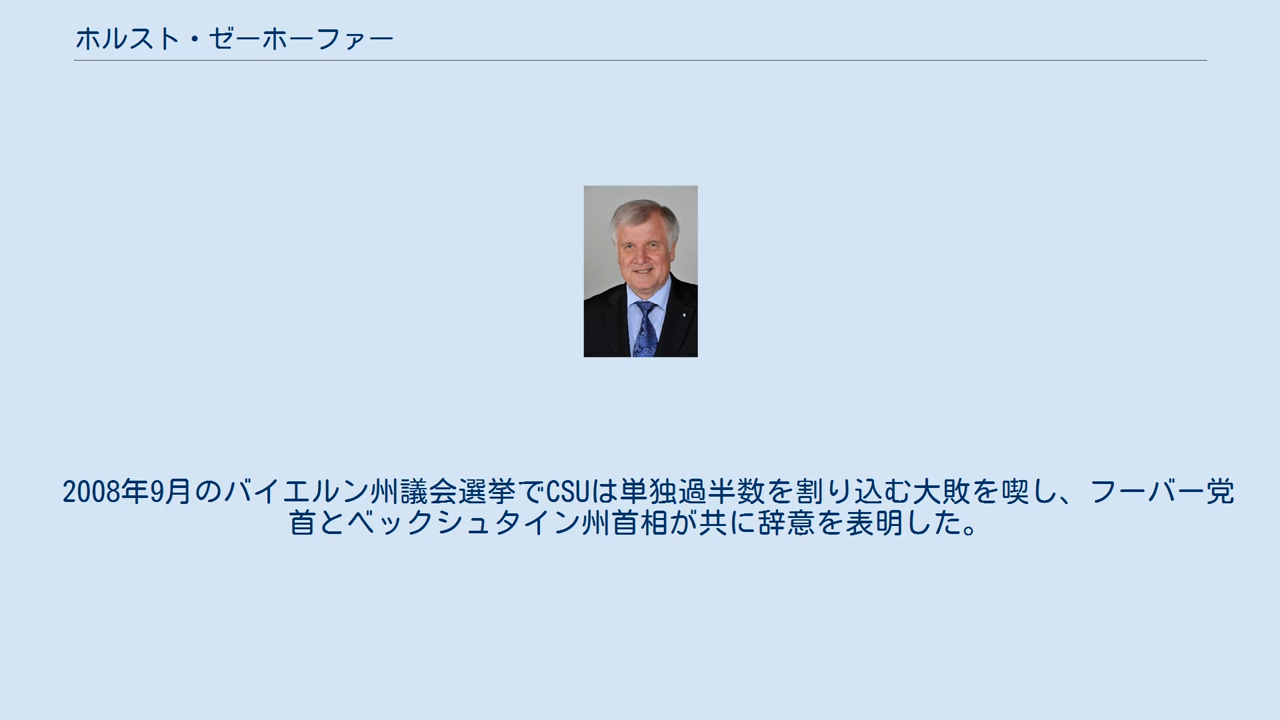 ホルスト・ゼーホーファー
2008年9月のバイエルン州議会選挙でCSUは単独過半数を割り込む大敗を喫し、フーバー党
首とベックシュタイン州首相が共に辞意を表明した。